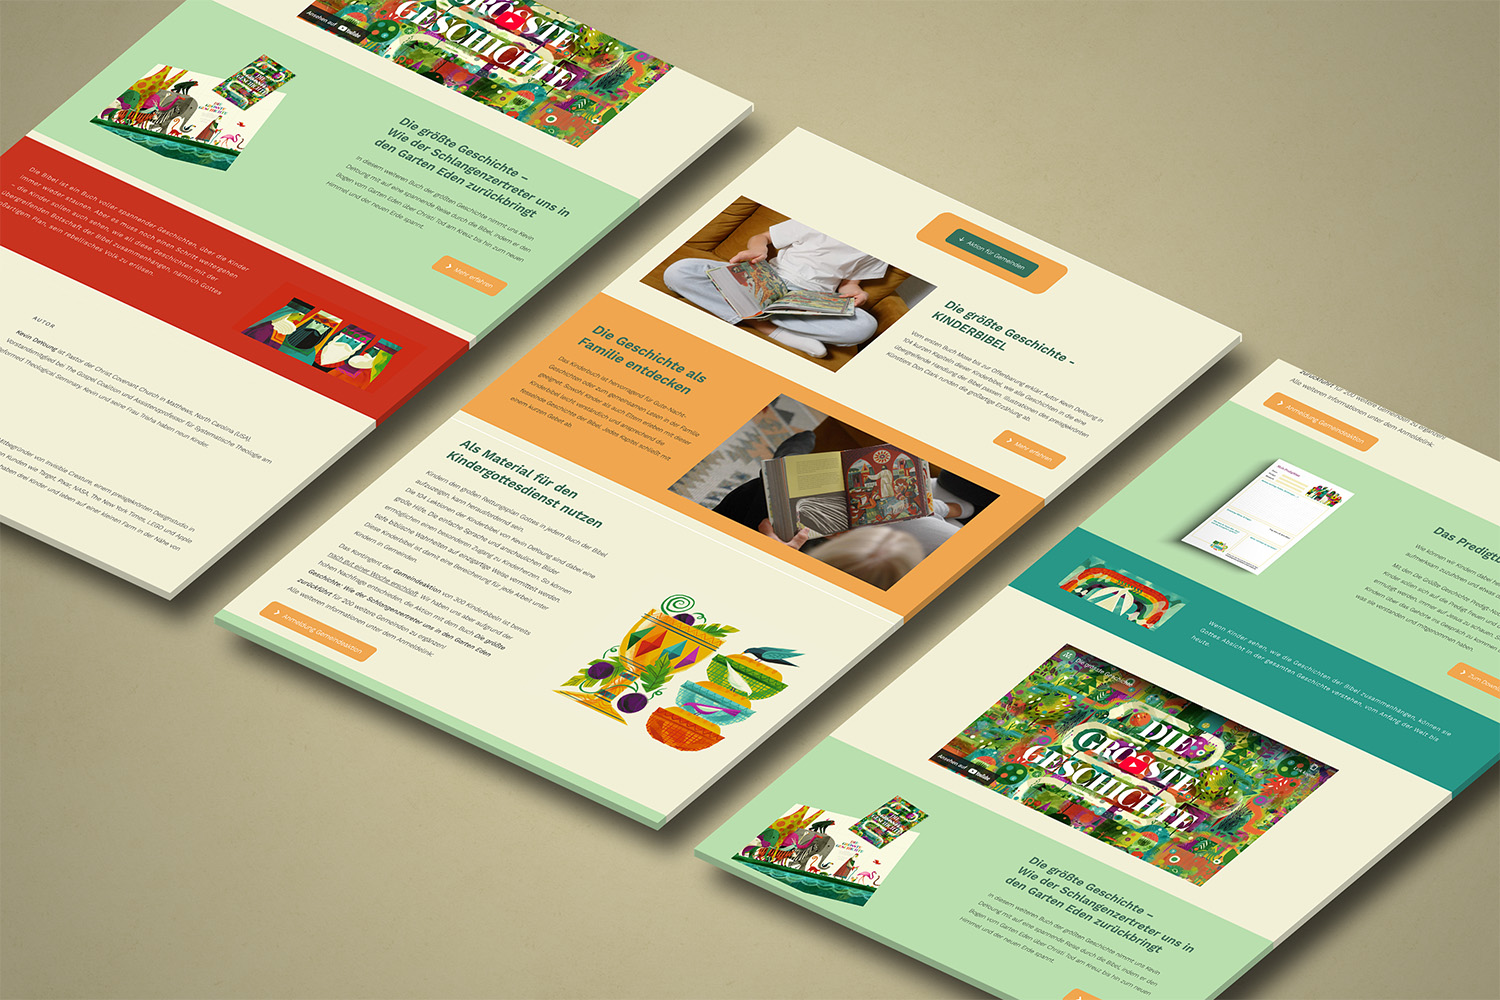 GRÖSSTE
GESCHICHTE
Ansehen auf YouTube
Die größte Geschichte –
Wie der Schlangenzertreter uns in
den Garten Eden zurückbringt
In diesem weiteren Buch der größten Geschichte nimmt uns Kevin
DeYoung mit auf eine spannende Reise durch die Bibel, indem er den
Bogen vom Garten Eden über Christi Tod am Kreuz bis hin zum neuen
Himmel und der neuen Erde spannt.
Mehr erfahren
Die Bibel ist ein Buch voller spannender Geschichten, über die Kinder
immer wieder staunen. Aber es muss noch einen Schritt weitergehen
– die Kinder sollen auch sehen, wie all diese Geschichten mit der
übergreifenden Botschaft der Bibel zusammenhängen, nämlich Gottes
Plan, sein rebellisches Volk zu erlösen.
AUTOR
Kevin DeYoung ist Pastor der Christ Covenant Church in Matthews, North Carolina (USA),
Vorstandsmitglied bei The Gospel Coalition und Assistenzprofessor für Systematische Theologie am
Reformed Theological Seminary. Kevin und seine Frau Trisha haben neun Kinder.
von Invisible Creature, einem preisgekrönten Designstudio in
Kunden wie Target, Pixar, NASA, The New York Times, LEGO und Apple
haben drei Kinder und leben auf einer kleinen Farm in der Nähe von
Aktion für Gemeinden
Die größte Geschichte –
KINDERBIBEL
Vom ersten Buch Mose bis zur Offenbarung erklärt Autor Kevin DeYoung in
104 kurzen Kapiteln dieser Kinderbibel, wie alle Geschichten in die eine
übergreifende Handlung der Bibel passen. Illustrationen des preisgekrönten
Künstlers Don Clark runden die großartige Erzählung ab.
Mehr erfahren
Die Geschichte als
Familie entdecken
Das Kinderbuch ist hervorragend für Gute-Nacht-
Geschichten oder zum gemeinsamen Lesen in der Familie
geeignet. Sowohl Kinder als auch Eltern erleben mit dieser
Kinderbibel leicht verständlich und ansprechend die
fesselnde Geschichte der Bibel. Jedes Kapitel schließt mit
einem kurzen Gebet ab.
Als Material für den
Kindergottesdienst nutzen
Kindern den großen Rettungsplan Gottes in jedem Buch der Bibel
aufzuzeigen, kann herausfordernd sein.
Die 104 Lektionen der Kinderbibel von Kevin DeYoung sind dabei eine
große Hilfe. Die einfache Sprache und anschaulichen Bilder
ermöglichen einen besonderen Zugang zu Kinderherzen. So können
tiefe biblische Wahrheiten auf einzigartige Weise vermittelt werden.
Diese Kinderbibel ist damit eine Bereicherung für jede Arbeit unter
Kindern in Gemeinden.
Das Kontingent der Gemeindeaktion von 300 Kinderbibeln ist bereits
nach gut einer Woche erschöpft. Wir haben uns aber aufgrund der
hohen Nachfrage entschieden, die Aktion mit dem Buch Die größte
Geschichte: Wie der Schlangenzertreter uns in den Garten Eden
zurückführt für 200 weitere Gemeinden zu ergänzen!
Alle weiteren Informationen unter dem Anmeldelink:
Anmeldung Gemeindeaktion
zurückführt für 200 weitere Gemeinden zu ergänzen!
Alle weiteren Informationen unter dem Anmeldelink:
Anmeldung Gemeindeaktion
Das Predigtb
Wie können wir Kindern dabei he
aufmerksam zuzuhören und etwas
Mit den Die Größte Geschichte Predigt-No
Kinder sollen sich auf die Predigt freuen und
ermutigt werden, immer auf Jesus zu schauen. D
Kindern über das Gehörte ins Gespräch zu kommen
was sie verstanden und mitgenommen haben.
Zum Downlo
Wenn Kinder sehen, wie die Geschichten der Bibel zusammenhängen, können sie
Gottes Absicht in der gesamten Geschichte verstehen, vom Anfang der Welt bis
heute.
Die größte Geschichte
DIE
GRÖSSTE
GESCHICHTE
Ansehen auf YouTube
Die größte Geschichte –
Wie der Schlangenzertreter uns in
den Garten Eden zurückbringt
In diesem weiteren Buch der größten Geschichte nimmt uns Kevin
DeYoung mit auf eine spannende Reise durch die Bibel, indem er den
Bogen vom Garten Eden über Christi Tod am Kreuz bis hin zum neuen
Himmel und der neuen Erde spannt.